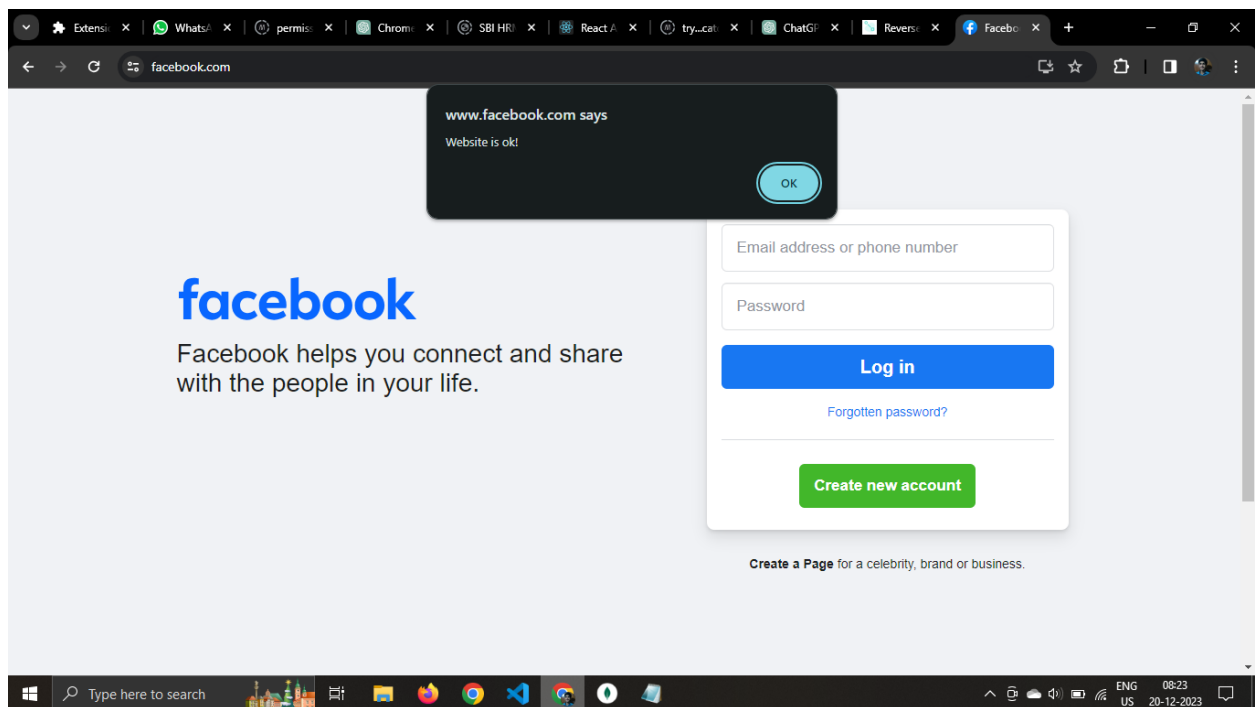 Extensi
WhatsA
permiss
Chrome
SBI HRM
React A
try...catc
ChatGP
Reverse
Facebo
facebook.com
www.facebook.com says
Website is ok!
OK
Email address or phone number
Password
facebook
Facebook helps you connect and share
with the people in your life.
Log in
Forgotten password?
Create new account
Create a Page for a celebrity, brand or business.
Type here to search
ENG
US
08:23
20-12-2023